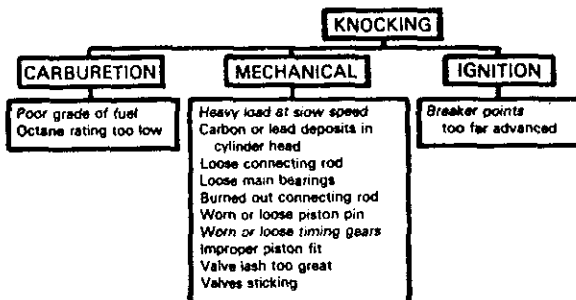 KNOCKING
CARBURETION
Poor grade of fuel
Octane rating too low
MECHANICAL
Heavy load at slow speed
Carbon or lead deposits in
cylinder head
Loose connecting rod
Loose main bearings
Burned out connecting rod
Worn or loose piston pin
Worn or loose timing gears
Improper piston fit
Valve lash too great
Valves sticking
IGNITION
Breaker points
too far advanced